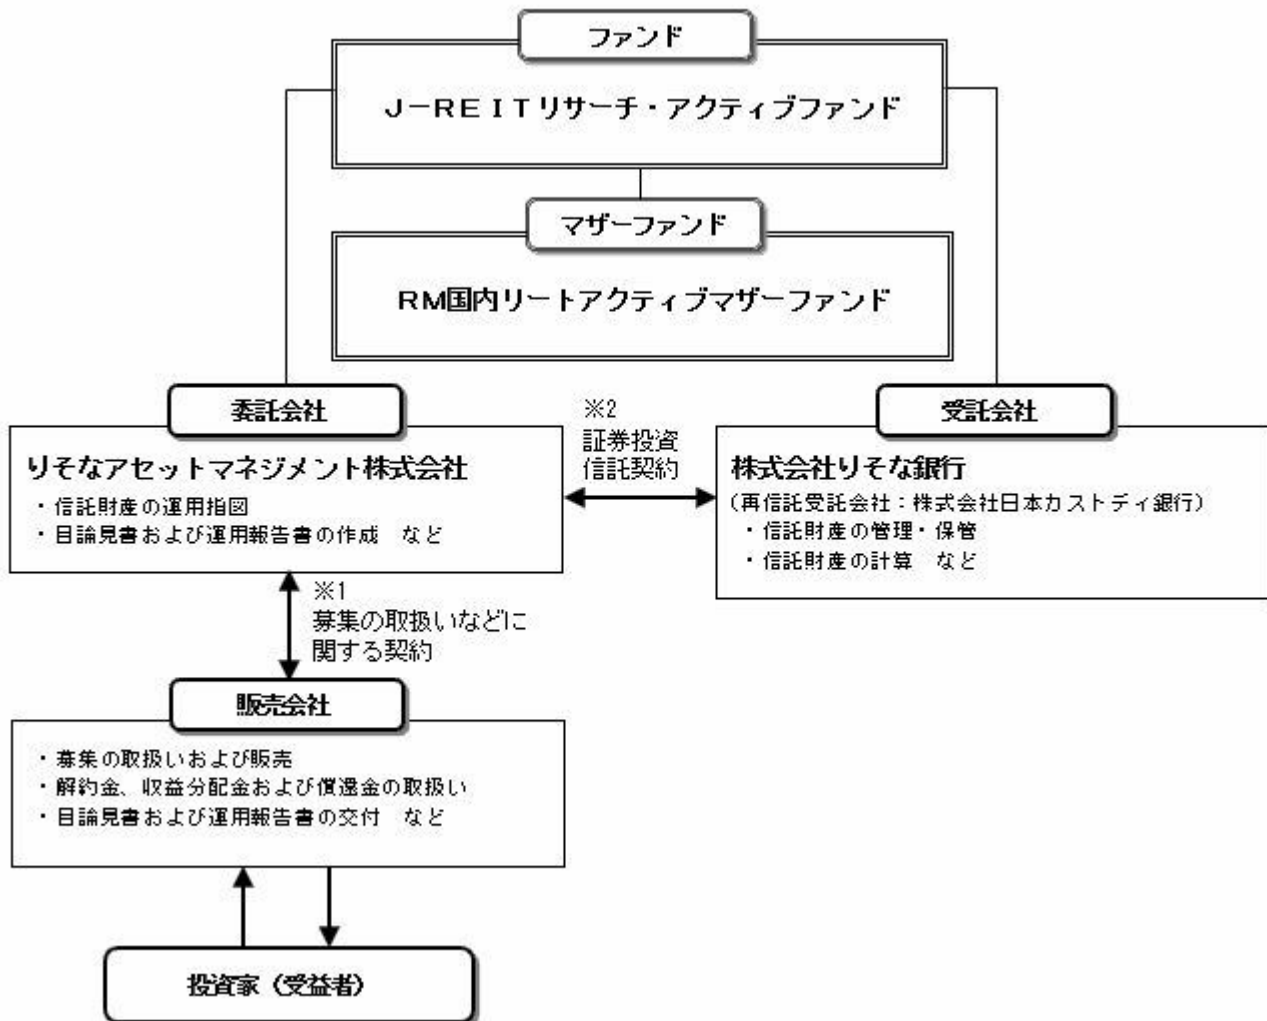 ファンド
J－REITリサーチ・アクティブファンド
マザーファンド
RM国内リートアクティブマザーファンド
委託会社
りそなアセットマネジメント株式会社
・信託財産の運用指図
・目論見書および運用報告書の作成　など
※2
証券投資
信託契約
受託会社
株式会社りそな銀行
(再信託受託会社：株式会社日本カストディ銀行)
・信託財産の管理・保管
・信託財産の計算　など
※1
募集の取扱いなどに
関する契約
販売会社
・募集の取扱いおよび販売
・解約金、収益分配金および償還金の取扱い
・目論見書および運用報告書の交付　など
投資家（受益者）